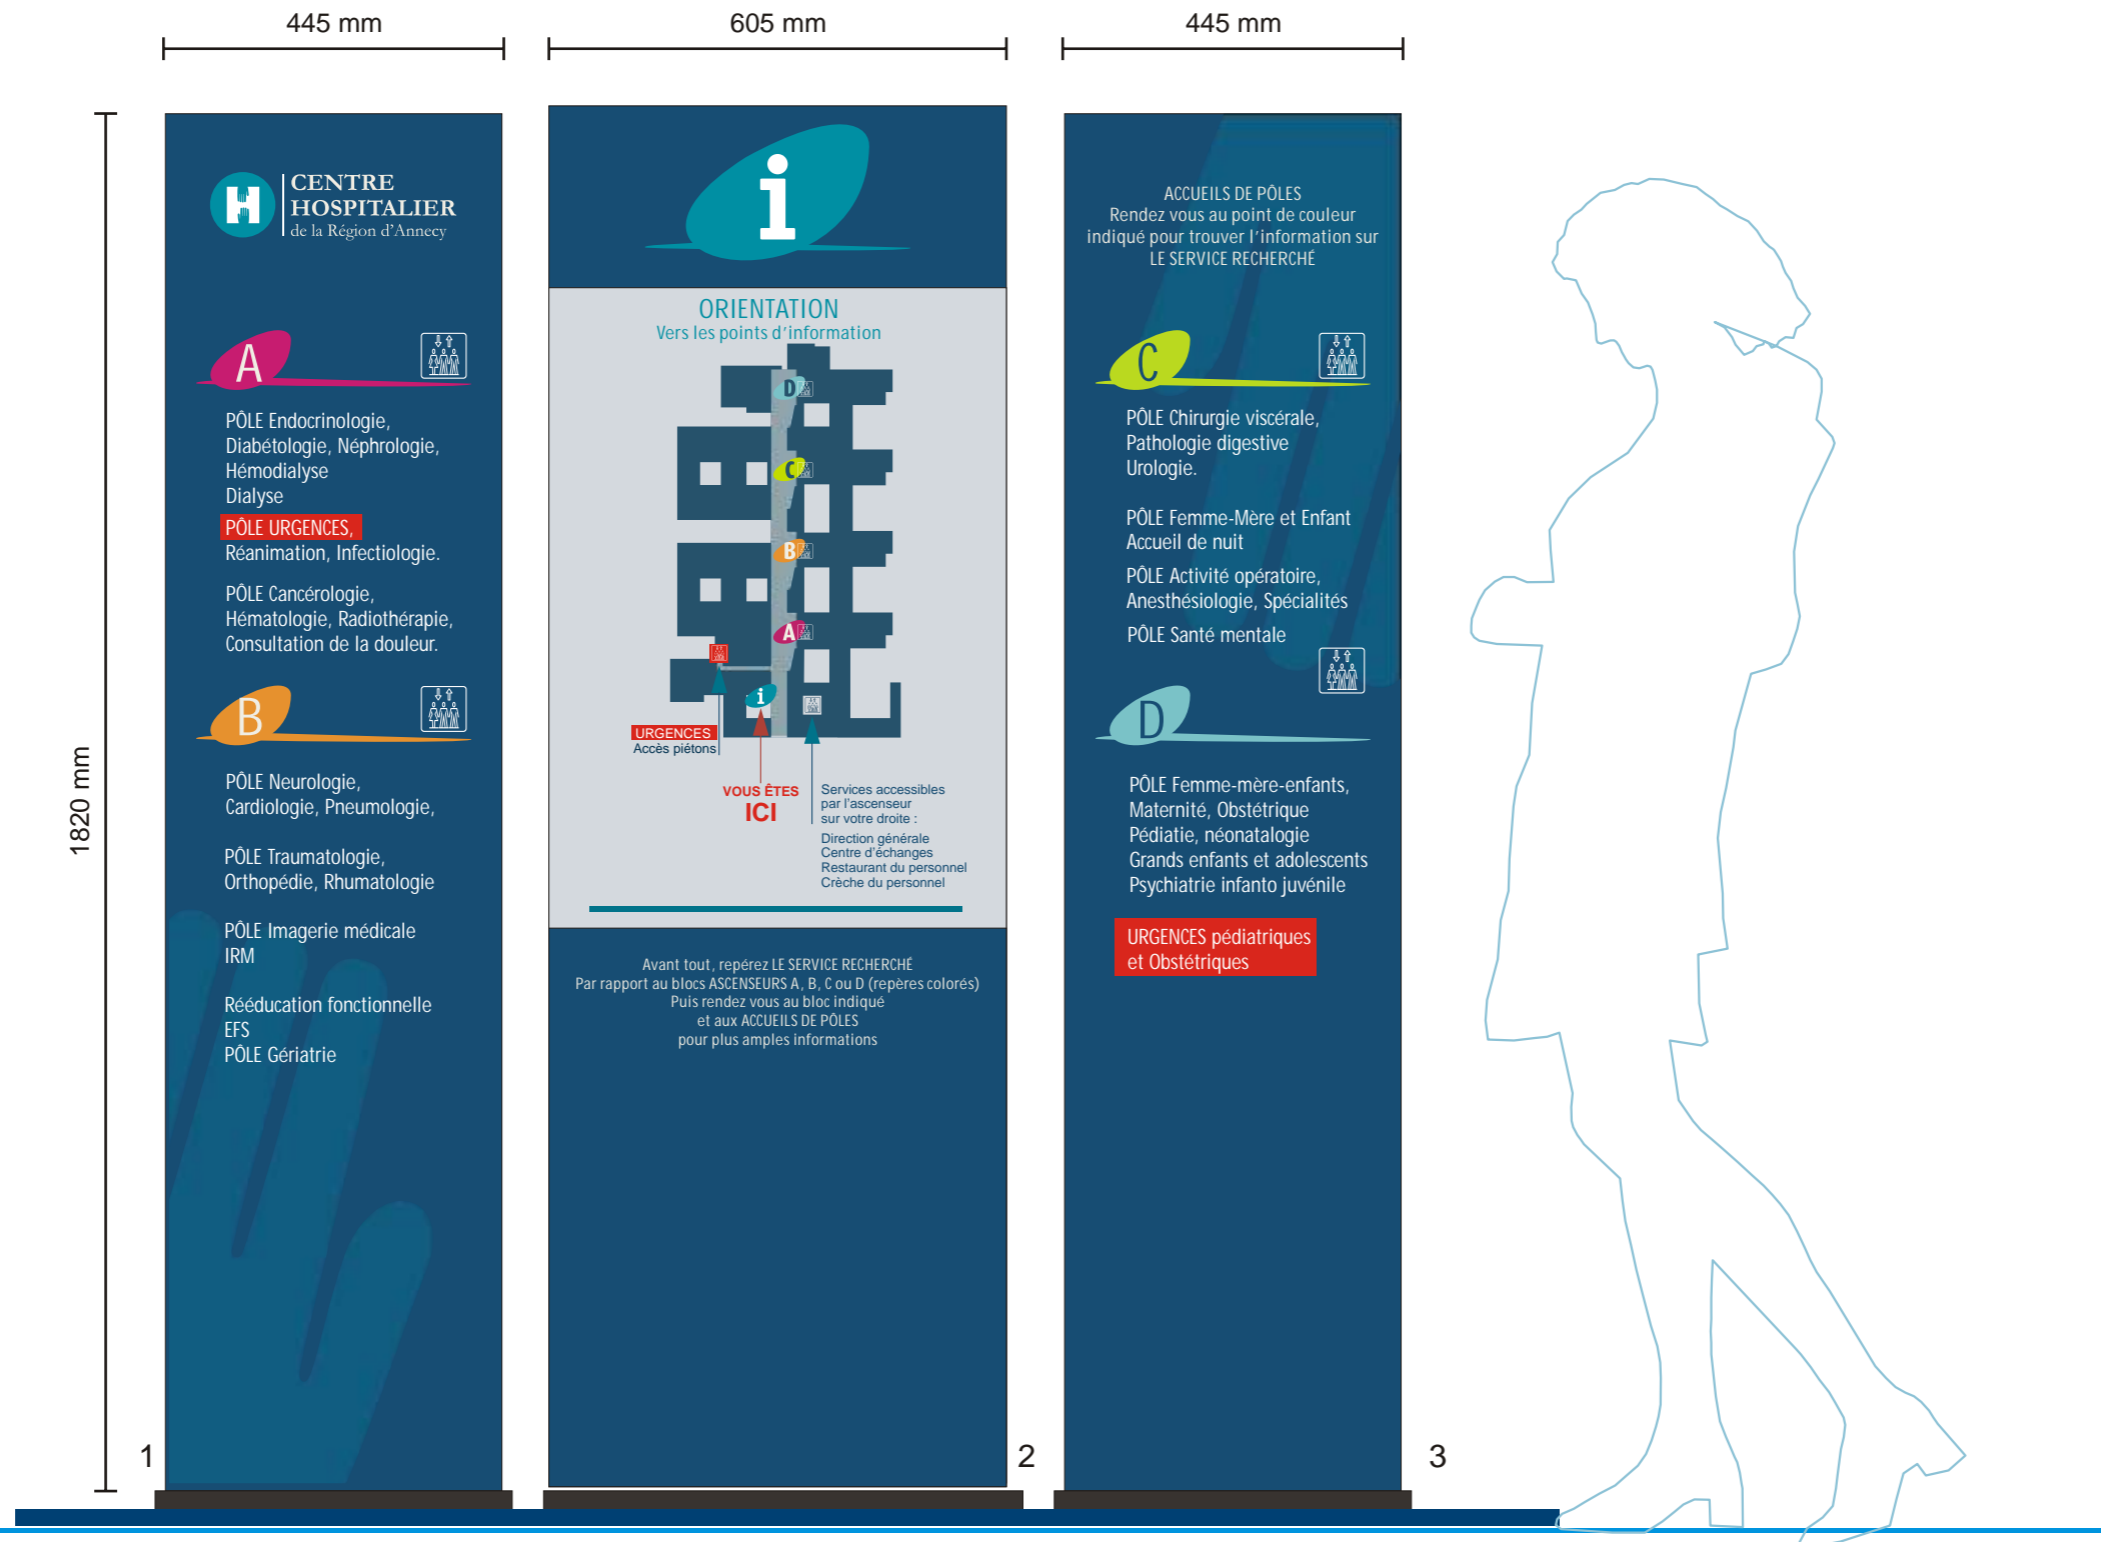 445 mm
605 mm
445 mm
1820 mm
H
CENTRE
HOSPITALIER
de la Région d'Annecy
A
PÔLE Endocrinologie,
Diabétologie, Néphrologie,
Hémodialyse
Dialyse
PÔLE URGENCES,
Réanimation, Infectiologie.
PÔLE Cancérologie,
Hématologie, Radiothérapie,
Consultation de la douleur.
B
PÔLE Neurologie,
Cardiologie, Pneumologie,
PÔLE Traumatologie,
Orthopédie, Rhumatologie
PÔLE Imagerie médicale
IRM
Rééducation fonctionnelle
EFS
PÔLE Gériatrie
1
i
ORIENTATION
Vers les points d'information
D
C
B
A
i
URGENCES
Accès piétons
VOUS ÊTES
ICI
Services accessibles
par l'ascenseur
sur votre droite :
Direction générale
Centre d'échanges
Restaurant du personnel
Crèche du personnel
Avant tout, repérez LE SERVICE RECHERCHÉ
Par rapport au blocs ASCENSEURS A, B, C ou D (repères colorés)
Puis rendez vous au bloc indiqué
et aux ACCUEILS DE PÔLES
pour plus amples informations
2
ACCUEILS DE PÔLES
Rendez vous au point de couleur
indiqué pour trouver l'information sur
LE SERVICE RECHERCHÉ
C
PÔLE Chirurgie viscérale,
Pathologie digestive
Urologie.
PÔLE Femme-Mère et Enfant
Accueil de nuit
PÔLE Activité opératoire,
Anesthésiologie, Spécialités
PÔLE Santé mentale
D
PÔLE Femme-mère-enfants,
Maternité, Obstétrique
Pédiatie, néonatalogie
Grands enfants et adolescents
Psychiatrie infanto juvénile
URGENCES pédiatriques
et Obstétriques
3